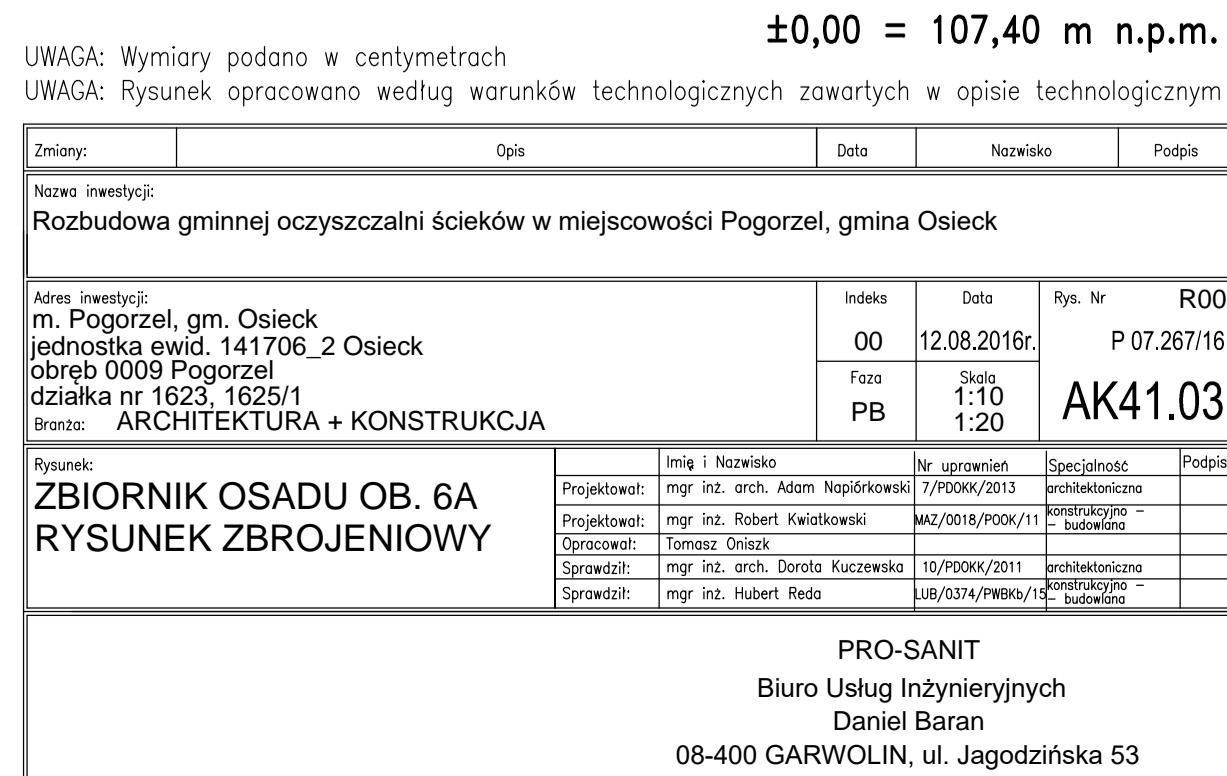 ±0,00 = 107,40 m n.p.m.
UWAGA: Wymiary podano w centymetrach
UWAGA: Rysunek opracowano według warunków technologicznych zawartych w opisie technologicznym
Zmiany: Opis Data Nazwisko Podpis
Nazwa inwestycji:
Rozbudowa gminnej oczyszczalni ścieków w miejscowości Pogorzel, gmina Osieck
Adres inwestycji:
m. Pogorzel, gm. Osieck
jednostka ewid. 141706_2 Osieck
obręb 0009 Pogorzel
działka nr 1623, 1625/1
Branża: ARCHITEKTURA + KONSTRUKCJA
Indeks Data Rys. Nr R00
00 12.08.2016r. P 07.267/16
Faza Skala
PB 1:10
1:20
AK41.03
Rysunek:
ZBIORNIK OSADU OB. 6A
RYSUNEK ZBROJENIOWY
Imię i Nazwisko Nr uprawnień Specjalność Podpis
Projektował: mgr inż. arch. Adam Napiórkowski 7/PDOKK/2013 architektoniczna
Projektował: mgr inż. Robert Kwiatkowski MAZ/0018/POOK/11 konstrukcyjno –
– budowlana
Opracował: Tomasz Oniszk
Sprawdził: mgr inż. arch. Dorota Kuczewska 10/PDOKK/2011 architektoniczna
Sprawdził: mgr inż. Hubert Reda LUB/0374/PWBKb/15 konstrukcyjno –
– budowlana
PRO-SANIT
Biuro Usług Inżynieryjnych
Daniel Baran
08-400 GARWOLIN, ul. Jagodzińska 53